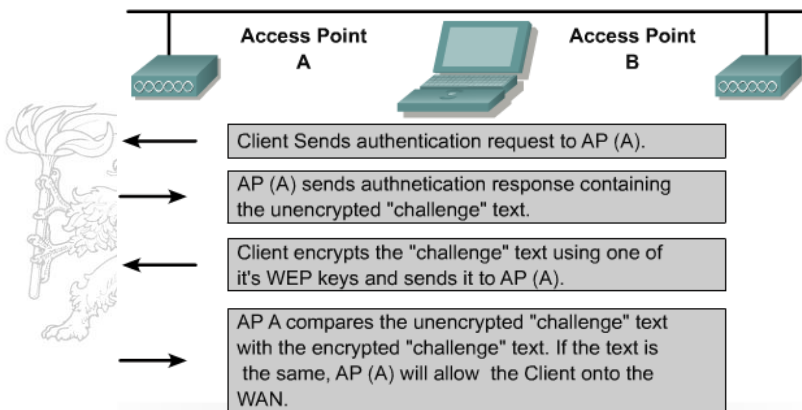 Access Point
A
Access Point
B
Client Sends authentication request to AP (A).
AP (A) sends authnetication response containing
the unencrypted "challenge" text.
Client encrypts the "challenge" text using one of
it's WEP keys and sends it to AP (A).
AP A compares the unencrypted "challenge" text
with the encrypted "challenge" text. If the text is
the same, AP (A) will allow the Client onto the
WAN.